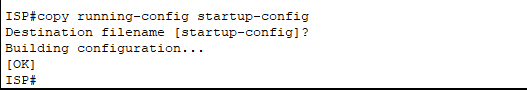 ISP#copy running-config startup-config
Destination filename [startup-config]?
Building configuration...
[OK]
ISP#